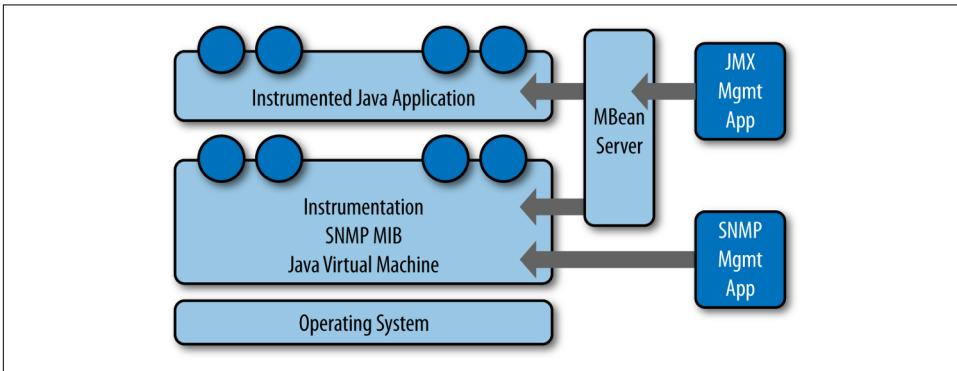 Instrumented Java Application
MBean
Server
JMX
Mgmt
App
Instrumentation
SNMP MIB
Java Virtual Machine
SNMP
Mgmt
App
Operating System